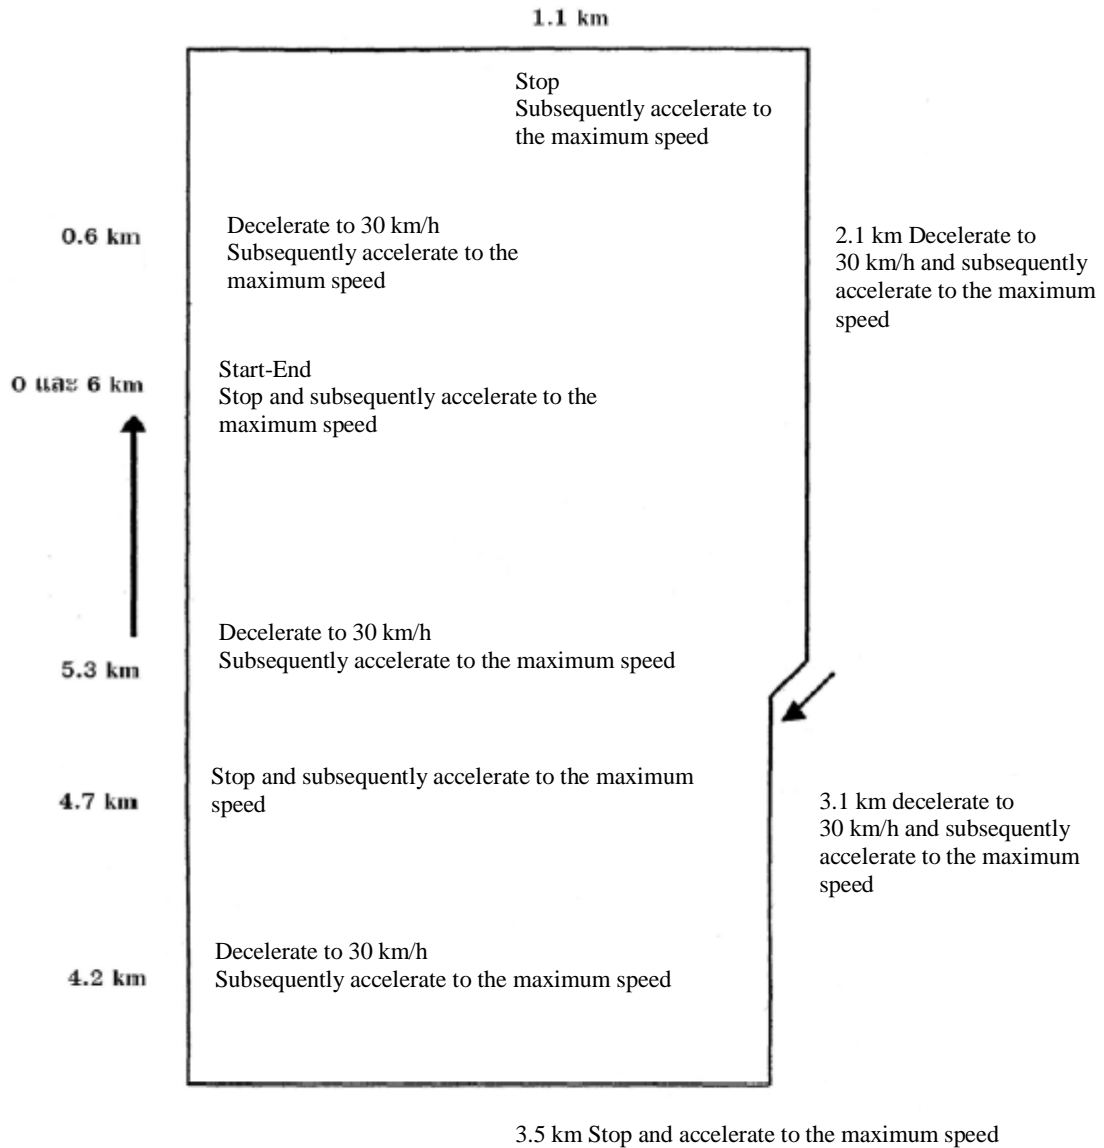 1.1 km
Stop
Subsequently accelerate to
the maximum speed
0.6 km
Decelerate to 30 km/h
Subsequently accelerate to the
maximum speed
2.1 km Decelerate to
30 km/h and subsequently
accelerate to the maximum
speed
0 และ 6 km
Start-End
Stop and subsequently accelerate to the
maximum speed
5.3 km
Decelerate to 30 km/h
Subsequently accelerate to the maximum speed
4.7 km
Stop and subsequently accelerate to the maximum
speed
3.1 km decelerate to
30 km/h and subsequently
accelerate to the maximum
speed
4.2 km
Decelerate to 30 km/h
Subsequently accelerate to the maximum speed
3.5 km Stop and accelerate to the maximum speed